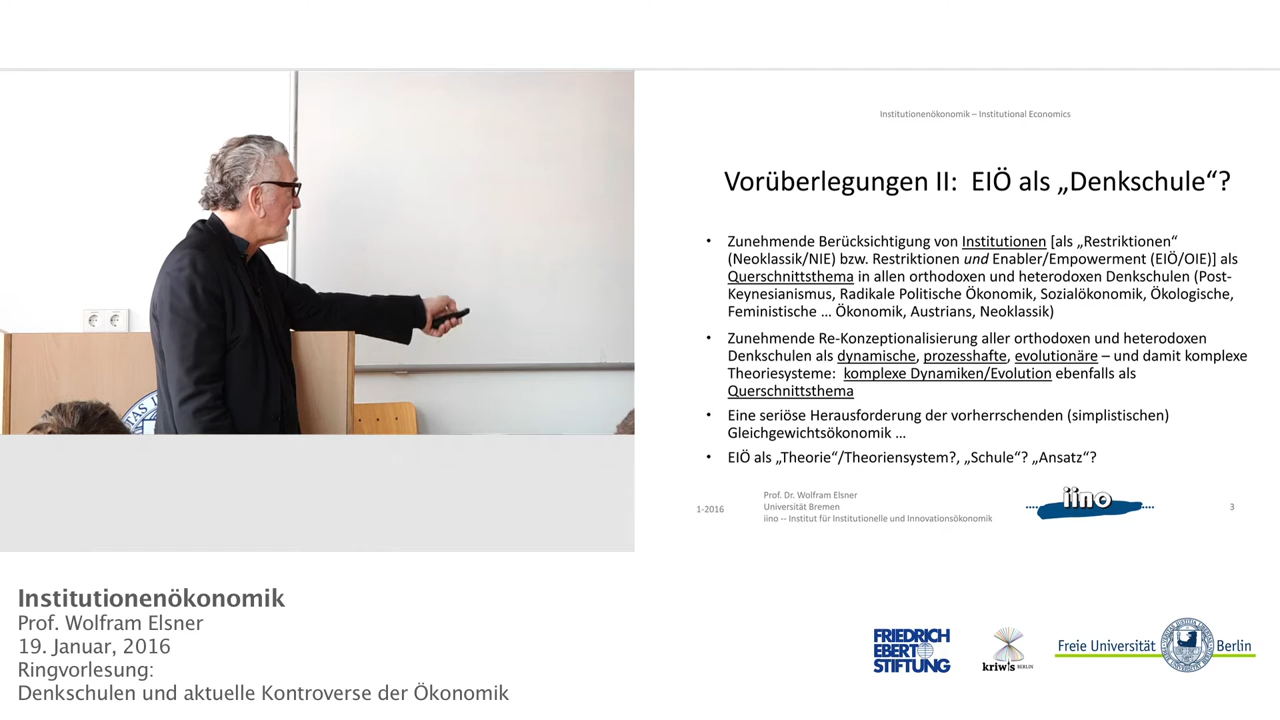 Institutionenökonomik – Institutional Economics
Vorüberlegungen II: EIÖ als „Denkschule“?
• Zunehmende Berücksichtigung von Institutionen [als „Restriktionen“
(Neoklassik/NIE) bzw. Restriktionen und Enabler/Empowerment (EIÖ/OIE)] als
Querschnittsthema in allen orthodoxen und heterodoxen Denkschulen (Post-
Keynesianismus, Radikale Politische Ökonomik, Sozialökonomik, Ökologische,
Feministische … Ökonomik, Austrians, Neoklassik)
• Zunehmende Re-Konzeptionalisierung aller orthodoxen und heterodoxen
Denkschulen als dynamische, prozesshafte, evolutionäre – und damit komplexe
Theoriesysteme: komplexe Dynamiken/Evolution ebenfalls als
Querschnittsthema
• Eine seriöse Herausforderung der vorherrschenden (simplistischen)
Gleichgewichtsökonomik …
• EIÖ als „Theorie“/Theoriensystem?, „Schule“? „Ansatz“?
1-2016
Prof. Dr. Wolfram Elsner
Universität Bremen
iino -- Institut für Institutionelle und Innovationsökonomik
iino
3
Institutionenökonomik
Prof. Wolfram Elsner
19. Januar, 2016
Ringvorlesung:
Denkschulen und aktuelle Kontroverse der Ökonomik
FRIEDRICH
EBERT
STIFTUNG
kriwis BERLIN
Freie Universität Berlin